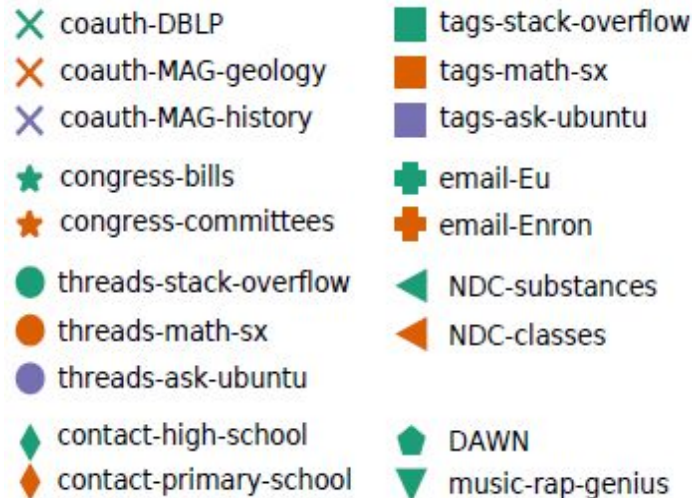 coauth-DBLP
coauth-MAG-geology
coauth-MAG-history
congress-bills
congress-committees
threads-stack-overflow
threads-math-sx
threads-ask-ubuntu
contact-high-school
contact-primary-school
tags-stack-overflow
tags-math-sx
tags-ask-ubuntu
email-Eu
email-Enron
NDC-substances
NDC-classes
DAWN
music-rap-genius